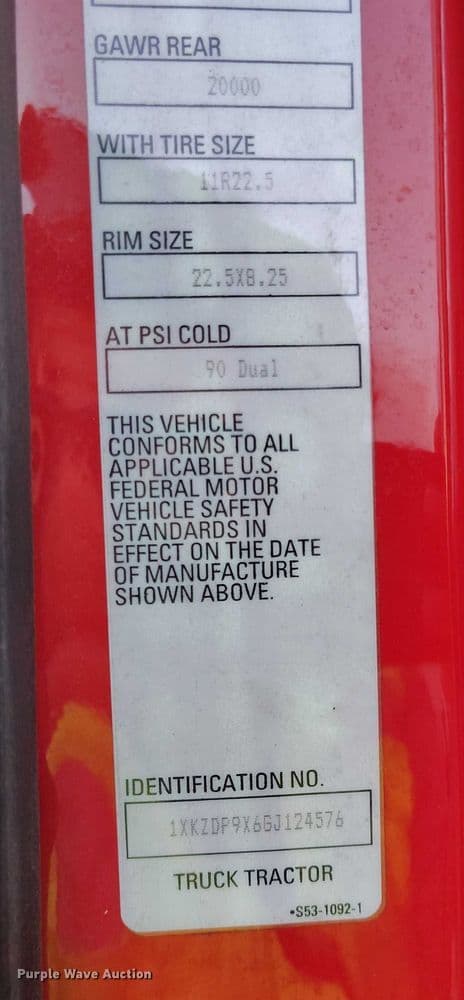 GAWR REAR
20000
WITH TIRE SIZE
11R22.5
RIM SIZE
22.5X8.25
AT PSI COLD
90 Dual
THIS VEHICLE
CONFORMS TO ALL
APPLICABLE U.S.
FEDERAL MOTOR
VEHICLE SAFETY
STANDARDS IN
EFFECT ON THE DATE
OF MANUFACTURE
SHOWN ABOVE.
IDENTIFICATION NO.
1XKZDP9X6GJ124576
TRUCK TRACTOR
•S53-1092-1
Purple Wave Auction